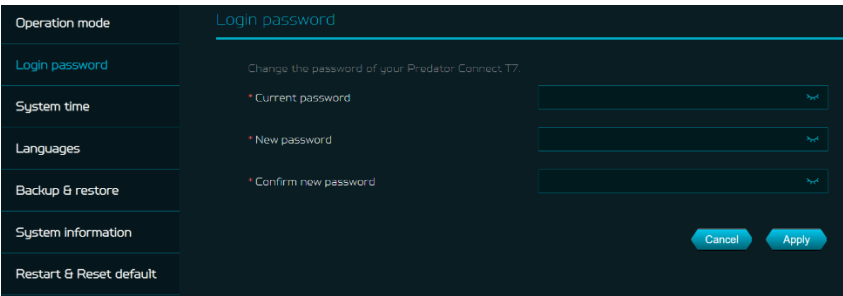 Operation mode
Login password
System time
Languages
Backup & restore
System information
Restart & Reset default
Login password
Change the password of your Predator Connect T7.
* Current password
* New password
* Confirm new password
Cancel Apply